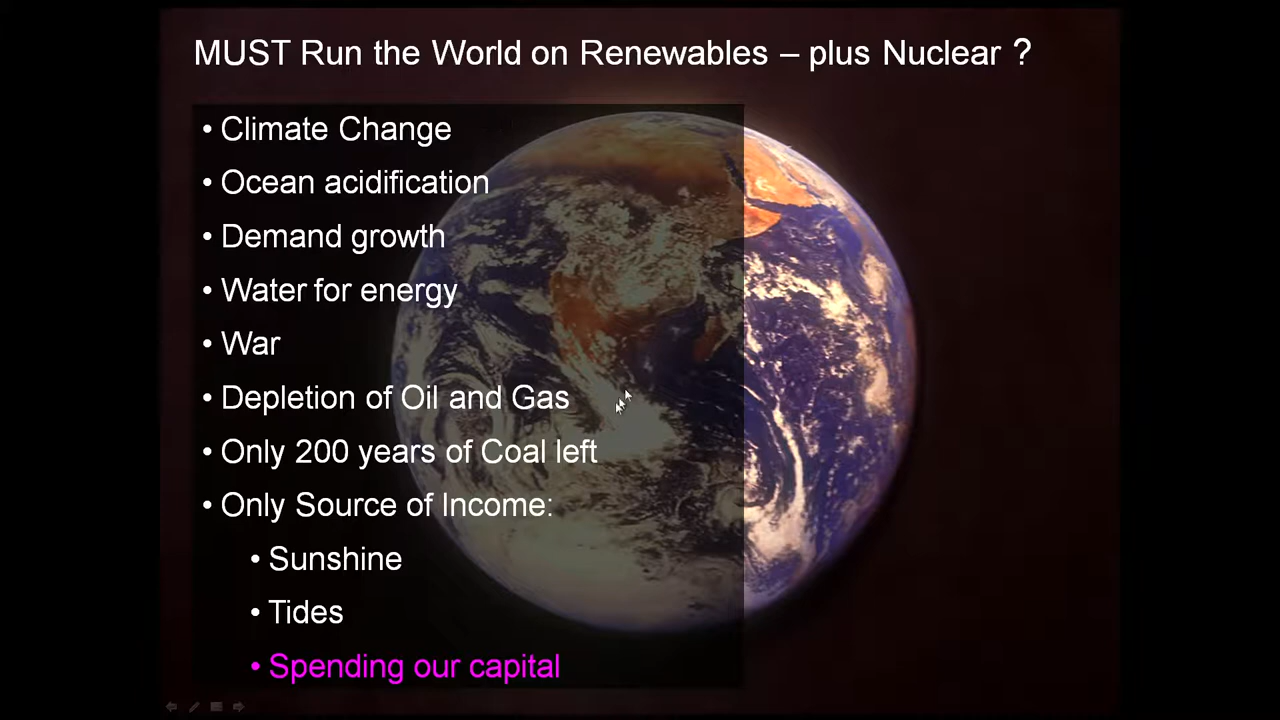 MUST Run the World on Renewables – plus Nuclear ?
• Climate Change
• Ocean acidification
• Demand growth
• Water for energy
• War
• Depletion of Oil and Gas
• Only 200 years of Coal left
• Only Source of Income:
• Sunshine
• Tides
• Spending our capital